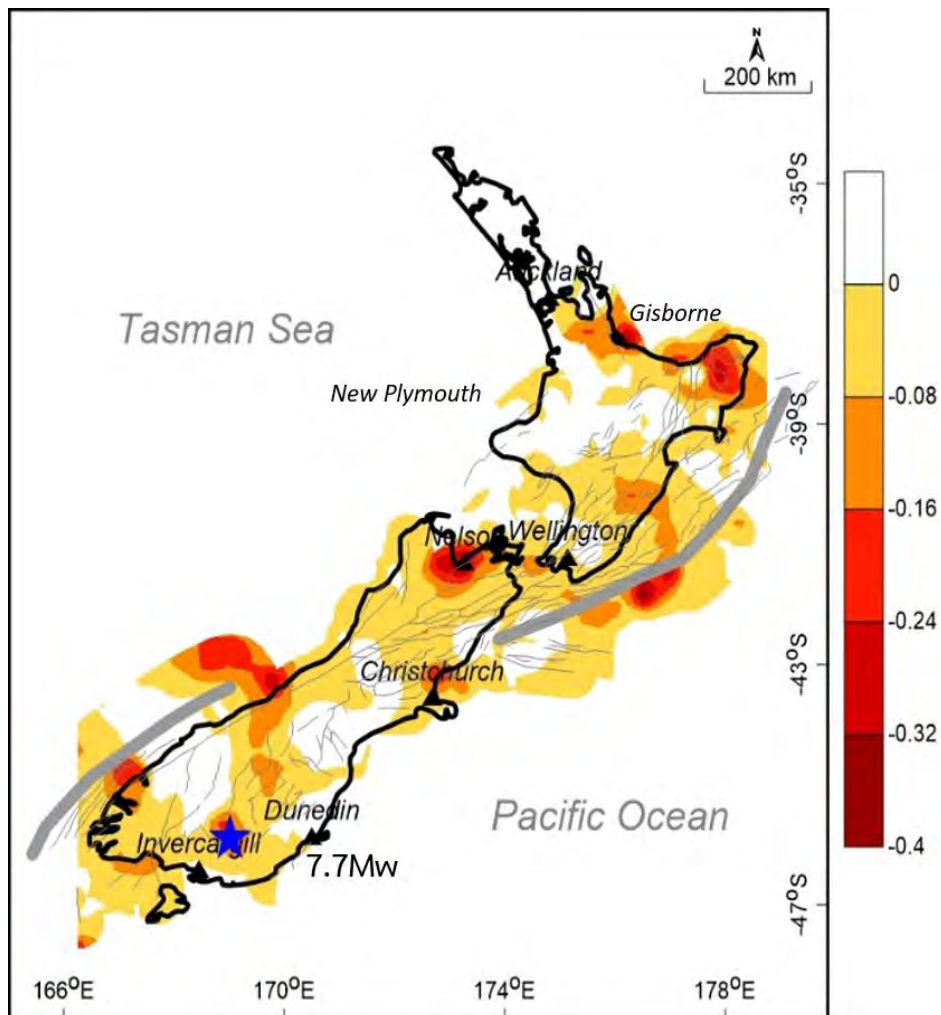 N
200 km
-35°S
Auckland
Gisborne
Tasman Sea
0
New Plymouth
-0.08
-39°S
-0.16
Nelson
Wellington
-0.24
Christchurch
-43°S
-0.32
Dunedin
Pacific Ocean
Invercargill
-0.4
7.7Mw
-47°S
166°E
170°E
174°E
178°E